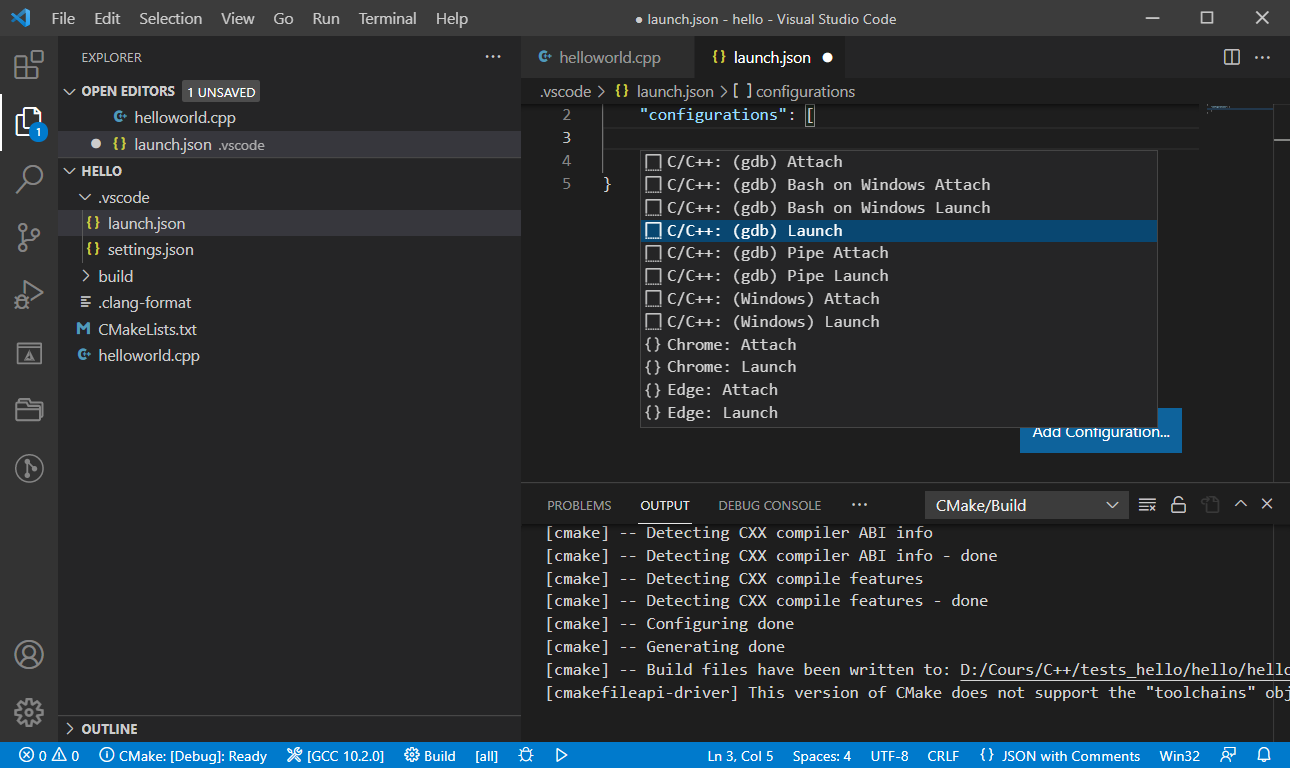 File Edit Selection View Go Run Terminal Help
● launch.json - hello - Visual Studio Code
EXPLORER
OPEN EDITORS 1 UNSAVED
helloworld.cpp
{} launch.json .vscode
HELLO
.vscode
{} launch.json
{} settings.json
build
.clang-format
M CMakeLists.txt
helloworld.cpp
OUTLINE
1
helloworld.cpp
{} launch.json ●
.vscode > {} launch.json > [ ] configurations
2 "configurations": [
3
4
5 }
C/C++: (gdb) Attach
C/C++: (gdb) Bash on Windows Attach
C/C++: (gdb) Bash on Windows Launch
C/C++: (gdb) Launch
C/C++: (gdb) Pipe Attach
C/C++: (gdb) Pipe Launch
C/C++: (Windows) Attach
C/C++: (Windows) Launch
{} Chrome: Attach
{} Chrome: Launch
{} Edge: Attach
{} Edge: Launch
Add Configuration...
PROBLEMS OUTPUT DEBUG CONSOLE ··· CMake/Build
[cmake] -- Detecting CXX compiler ABI info
[cmake] -- Detecting CXX compiler ABI info - done
[cmake] -- Detecting CXX compile features
[cmake] -- Detecting CXX compile features - done
[cmake] -- Configuring done
[cmake] -- Generating done
[cmake] -- Build files have been written to: D:/Cours/C++/tests_hello/hello/hello
[cmakefileapi-driver] This version of CMake does not support the "toolchains" obj
0 0 CMake: [Debug]: Ready [GCC 10.2.0] Build [all] Ln 3, Col 5 Spaces: 4 UTF-8 CRLF {} JSON with Comments Win32